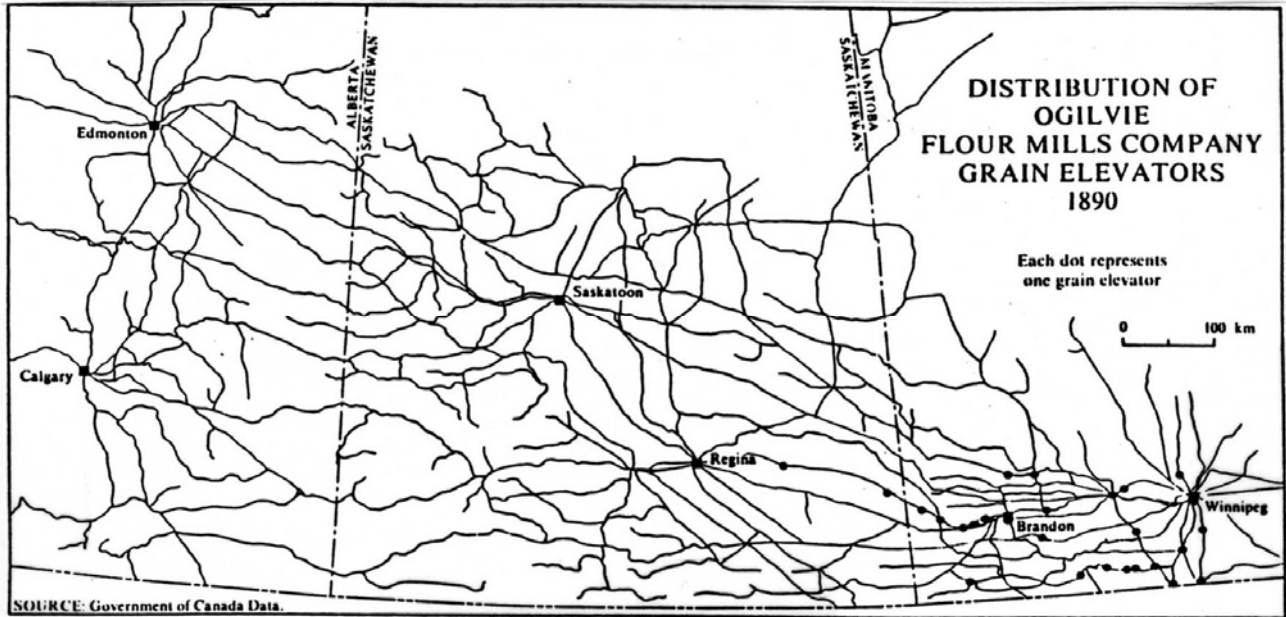 DISTRIBUTION OF
OGILVIE
FLOUR MILLS COMPANY
GRAIN ELEVATORS
1890
Each dot represents
one grain elevator
0 100 km
ALBERTA
SASKATCHEWAN
MANITOBA
SASKATCHEWAN
Edmonton
Saskatoon
Calgary
Regina
Winnipeg
Brandon
SOURCE: Government of Canada Data.